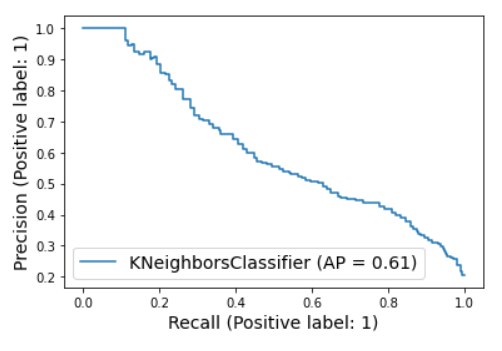 1.0
0.9
0.8
0.7
0.6
0.5
0.4
0.3
0.2
Precision (Positive label: 1)
KNeighborsClassifier (AP = 0.61)
0.0 0.2 0.4 0.6 0.8 1.0
Recall (Positive label: 1)